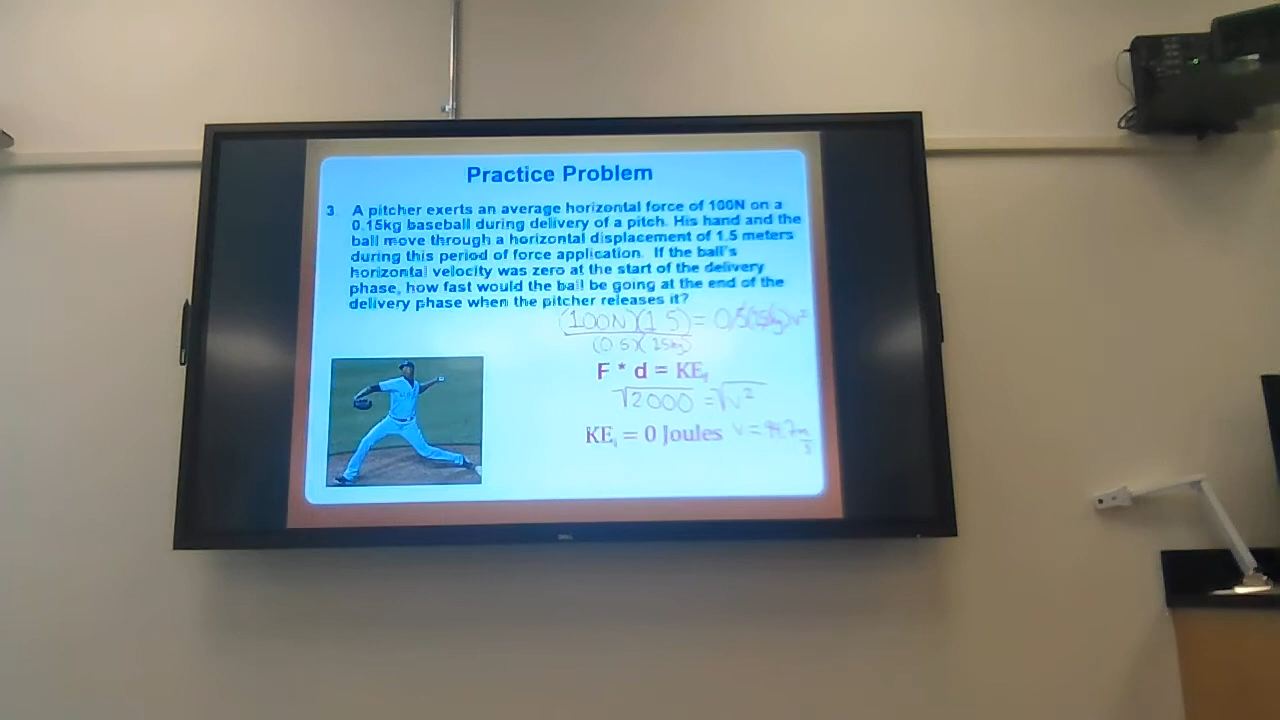 Practice Problem
3. A pitcher exerts an average horizontal force of 100N on a
0.15kg baseball during delivery of a pitch. His hand and the
ball move through a horizontal displacement of 1.5 meters
during this period of force application. If the ball's
horizontal velocity was zero at the start of the delivery
phase, how fast would the ball be going at the end of the
delivery phase when the pitcher releases it?
(100N)(1.5) =
F * d = KEf
√2000 = √v²
KEi = 0 Joules v =
DELL